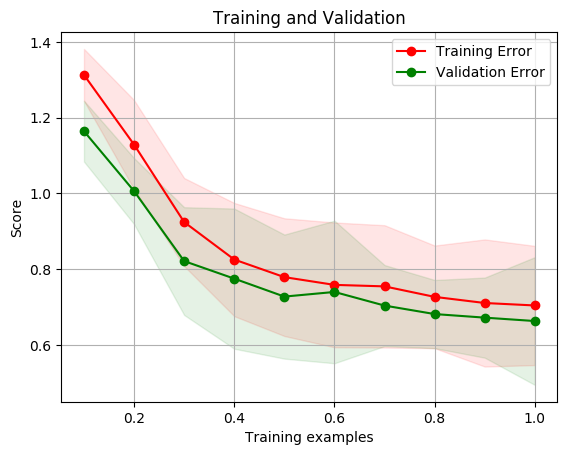 Training and Validation
Training Error
Validation Error
Score
1.4
1.2
1.0
0.8
0.6
0.2
0.4
0.6
0.8
1.0
Training examples